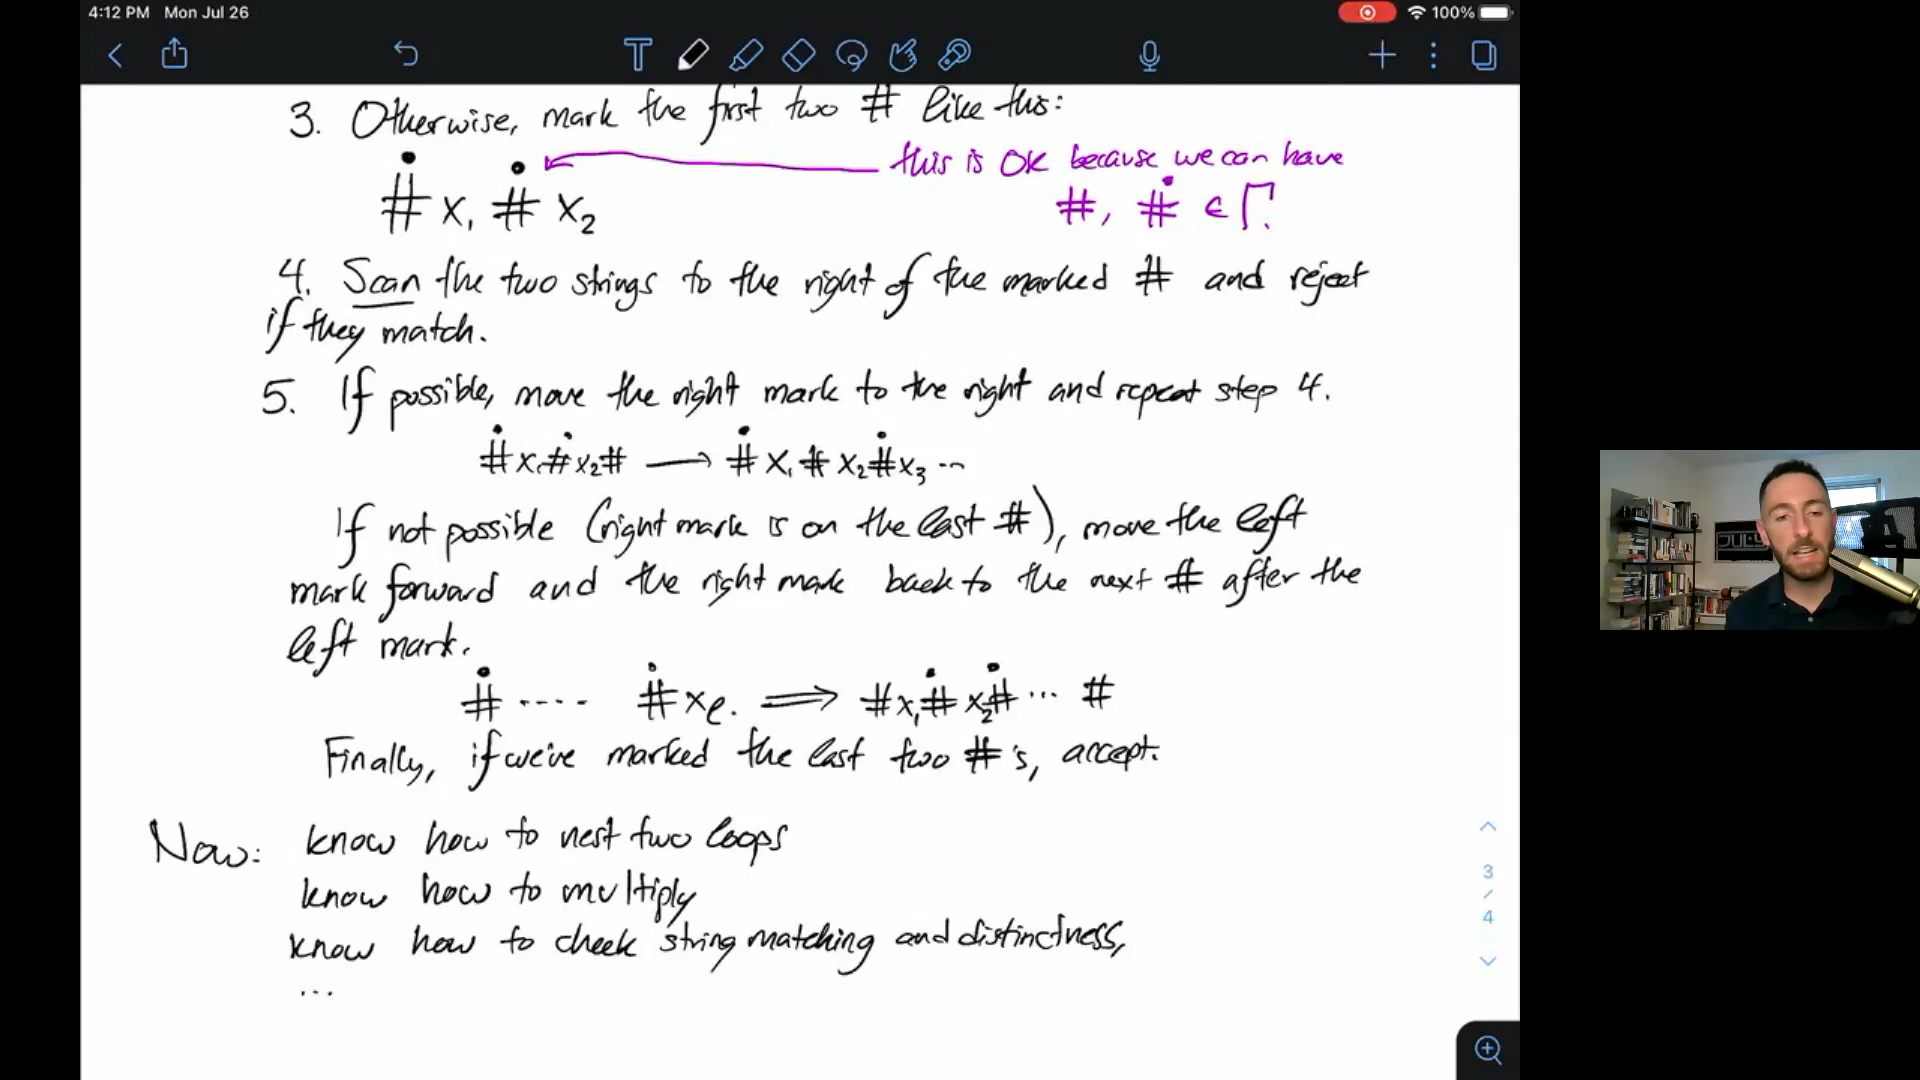 4:12 PM Mon Jul 26
100%
3. Otherwise, mark the first two # like this:
this is OK because we can have
#̇ x₁ #̇ x₂
#, #̇ ∈ Γ.
4. Scan the two strings to the right of the marked # and reject
if they match.
5. If possible, move the right mark to the right and repeat step 4.
#̇x₁#̇x₂# → #̇x₁#x₂#̇x₃...
If not possible (right mark is on the last #), move the left
mark forward and the right mark back to the next # after the
left mark.
#̇ ..... #̇xₑ. ⟹ #x₁#̇x₂#̇... #
Finally, if we've marked the last two #'s, accept.
Now: know how to nest two loops
know how to multiply
know how to check string matching and distinctness,
...
3
/
4